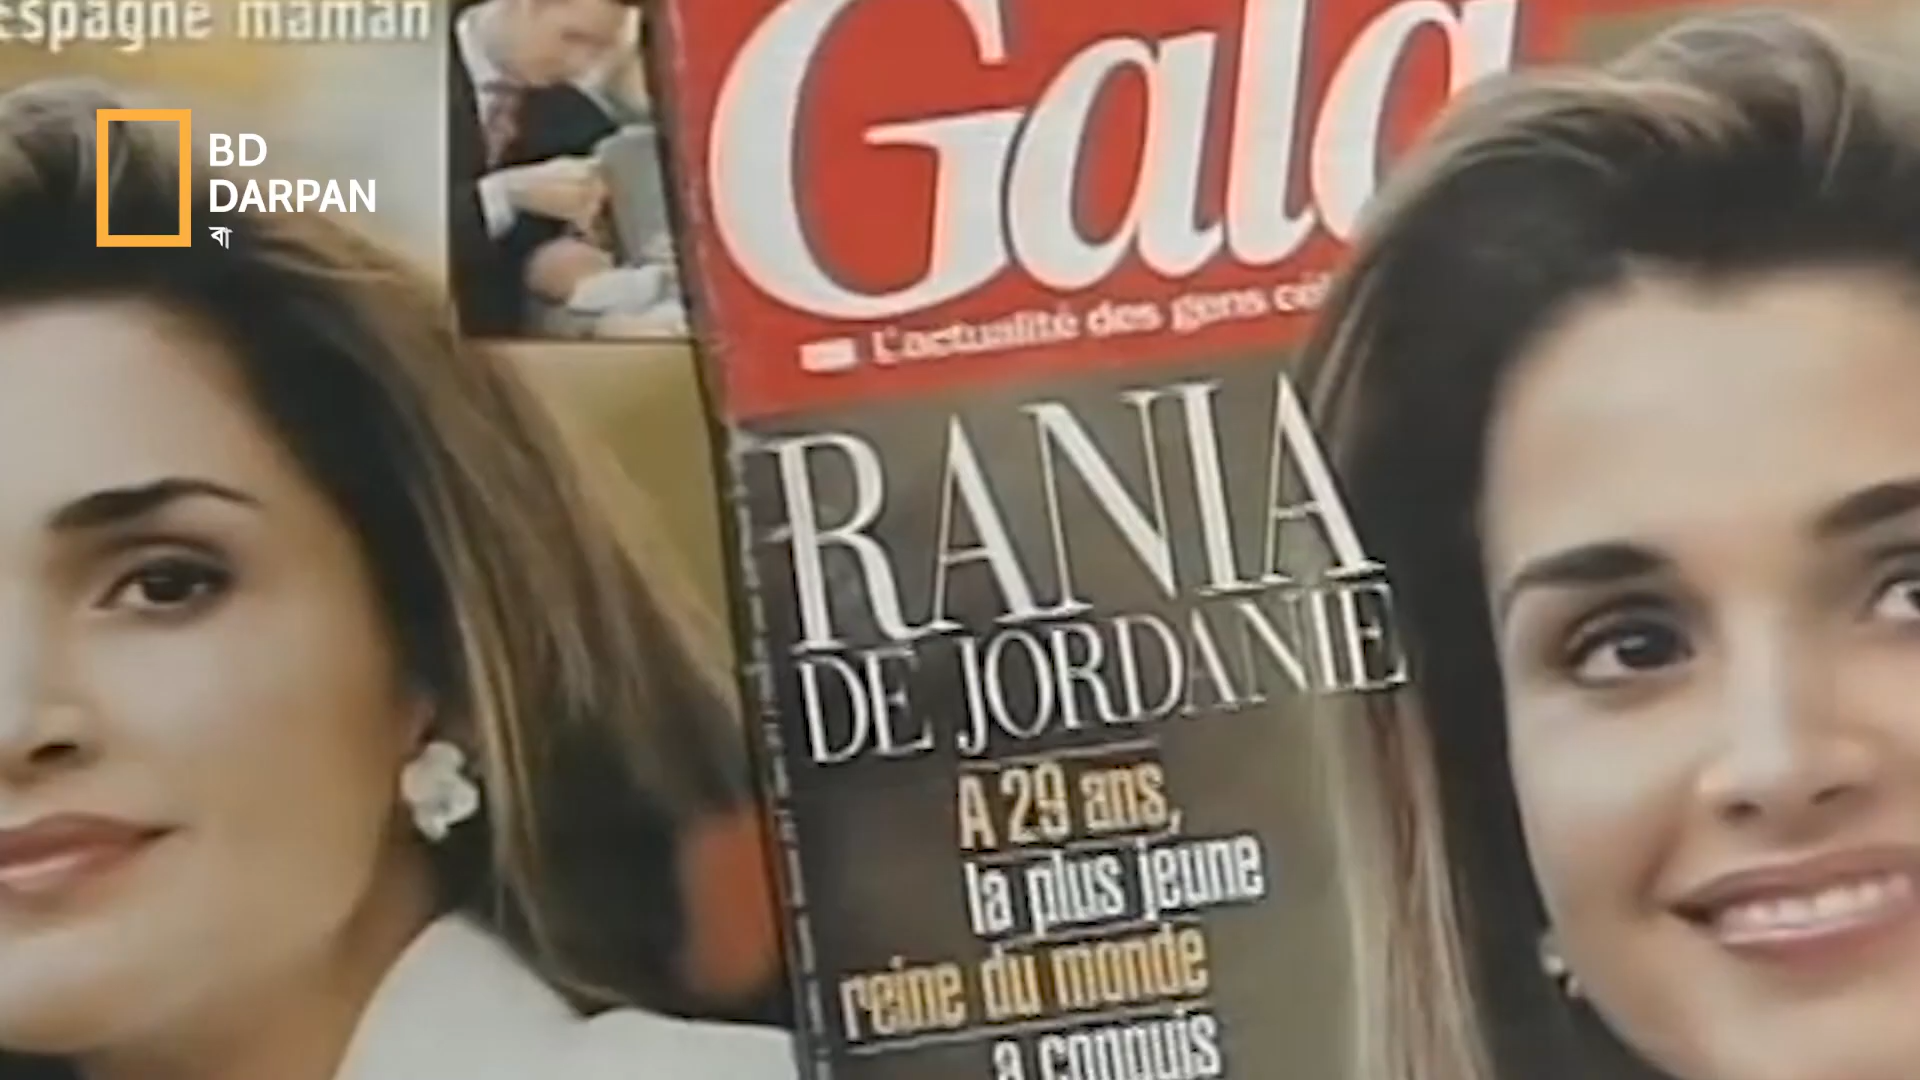 Espagne maman
BD
DARPAN
বা
Gala
L'actualité des gens
RANIA
DE JORDANIE
A 29 ans,
la plus jeune
reine du monde
a conquis